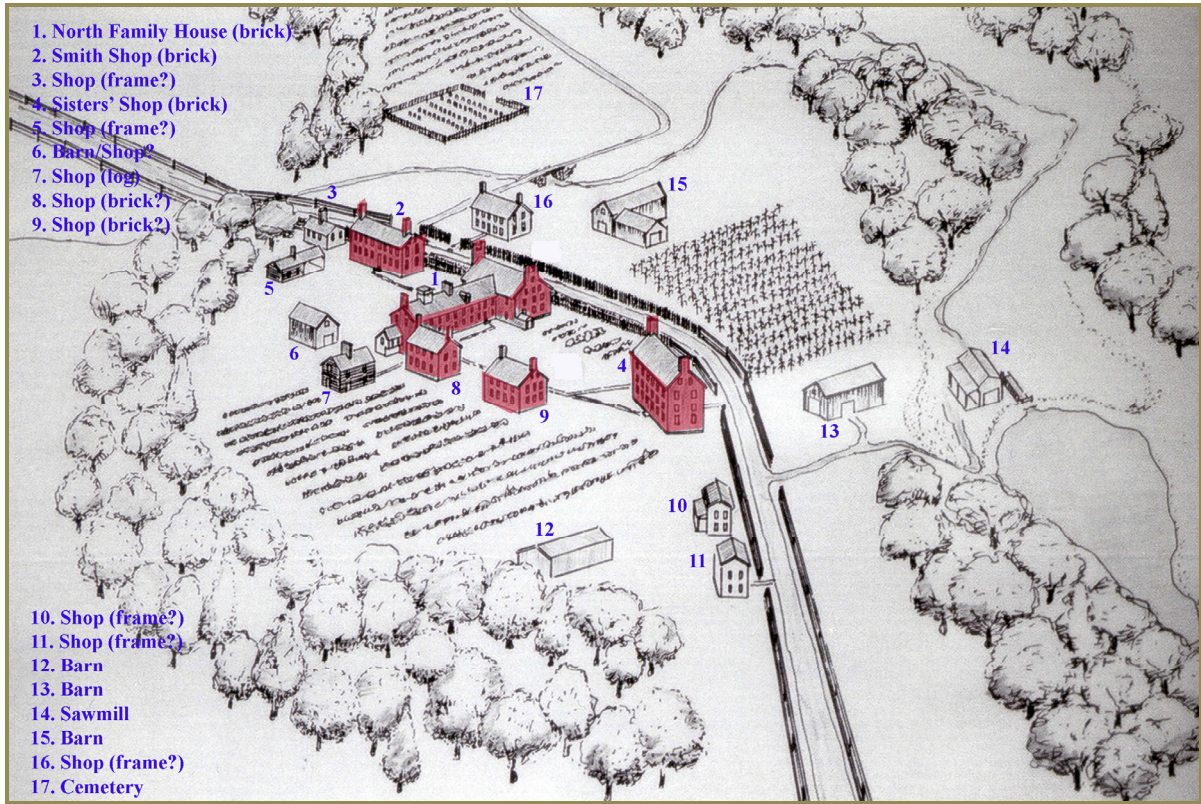 1. North Family House (brick)
2. Smith Shop (brick)
3. Shop (frame?)
4. Sisters' Shop (brick)
5. Shop (frame?)
6. Barn/Shop?
7. Shop (log)
8. Shop (brick?)
9. Shop (brick?)
17
3
2
16
15
5
1
6
7
8
9
4
14
13
10
12
11
10. Shop (frame?)
11. Shop (frame?)
12. Barn
13. Barn
14. Sawmill
15. Barn
16. Shop (frame?)
17. Cemetery